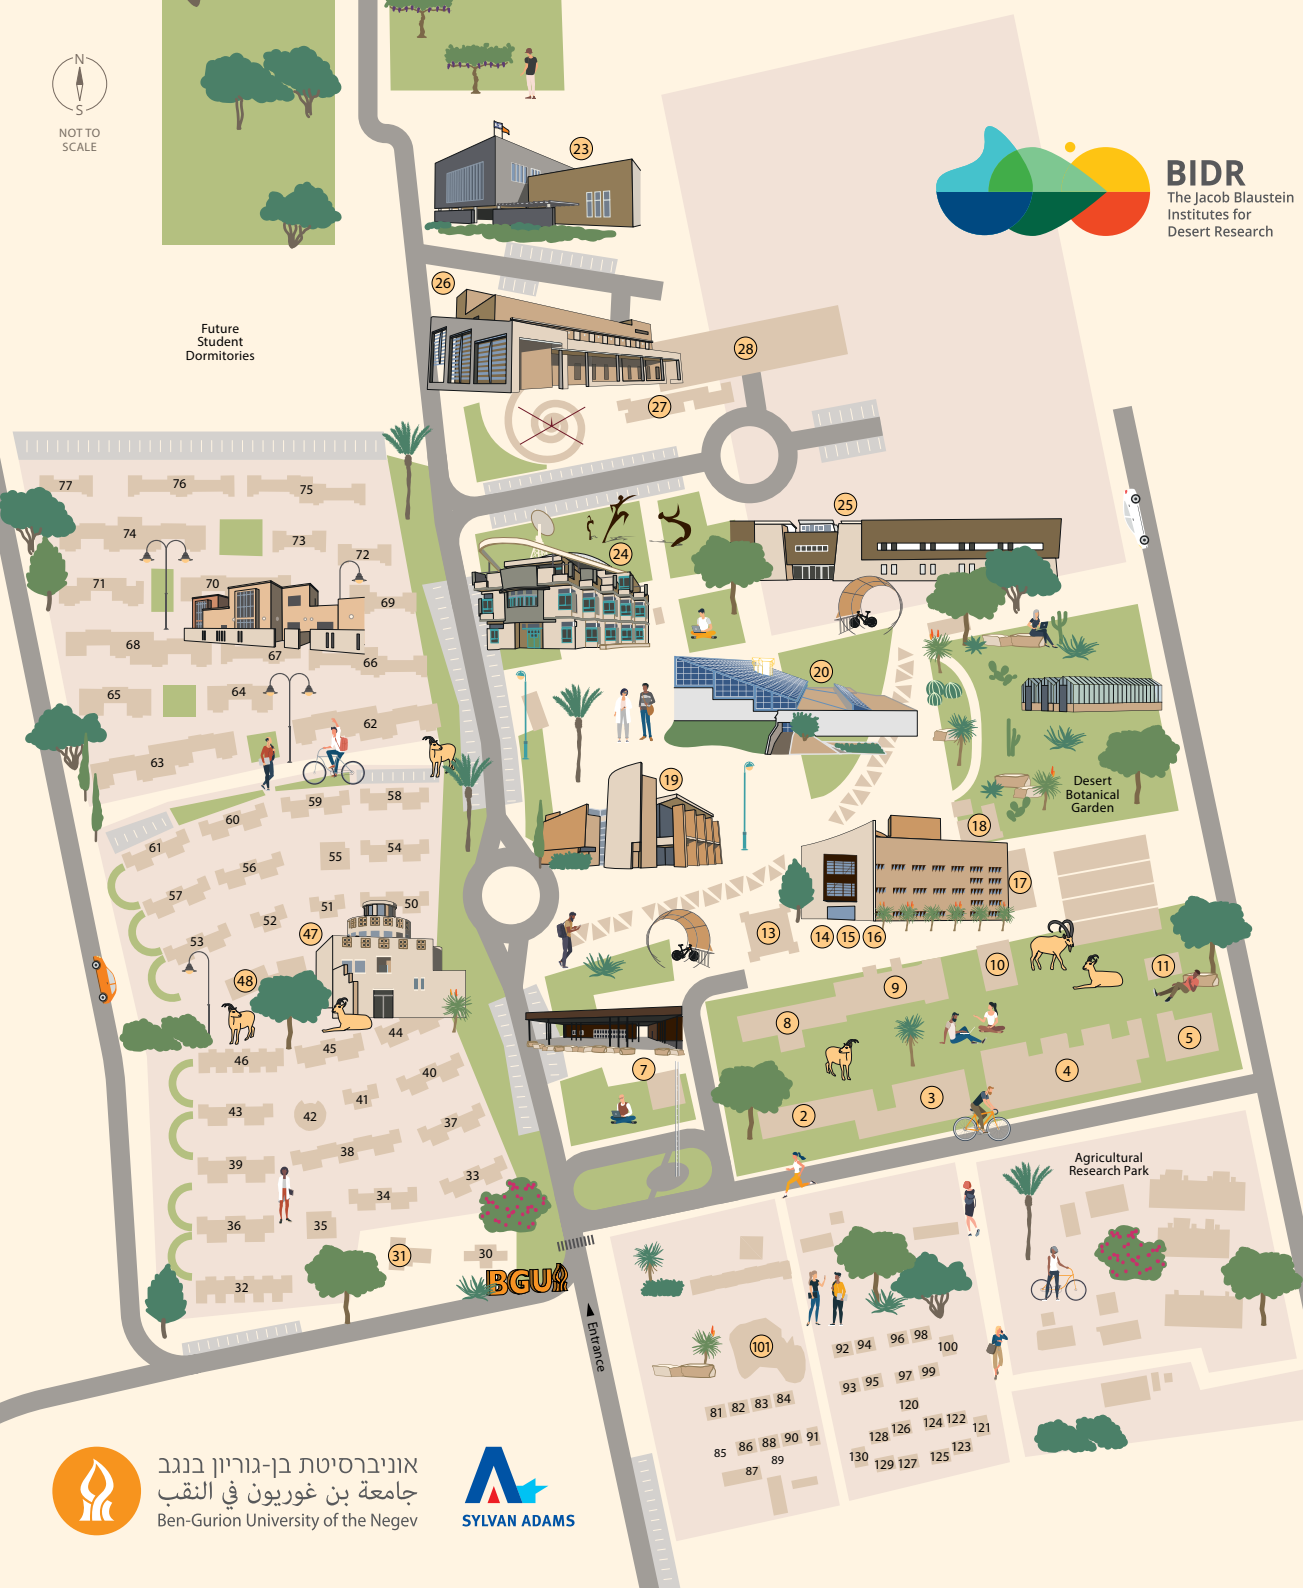 N
S
NOT TO
SCALE
23
BIDR
The Jacob Blaustein
Institutes for
Desert Research
26
Future
Student
Dormitories
28
27
77
76
75
25
74
73
72
24
71
70
69
68
67
66
20
65
64
62
63
19
Desert
Botanical
Garden
59
58
60
18
61
55
54
56
17
57
51
50
52
47
13
14 15 16
53
10
11
48
9
8
44
5
45
46
7
4
40
41
3
43
42
2
37
38
39
Agricultural
Research Park
33
34
36
35
31
30
BGU
32
Entrance
101
92 94 96 98
100
93 95 97 99
81 82 83 84
120
124 122
121
128 126
85 86 88 90 91
123
89
130
129 127
125
87
אוניברסיטת בן-גוריון בנגב
جامعة بن غوريون في النقب
Ben-Gurion University of the Negev
SYLVAN ADAMS